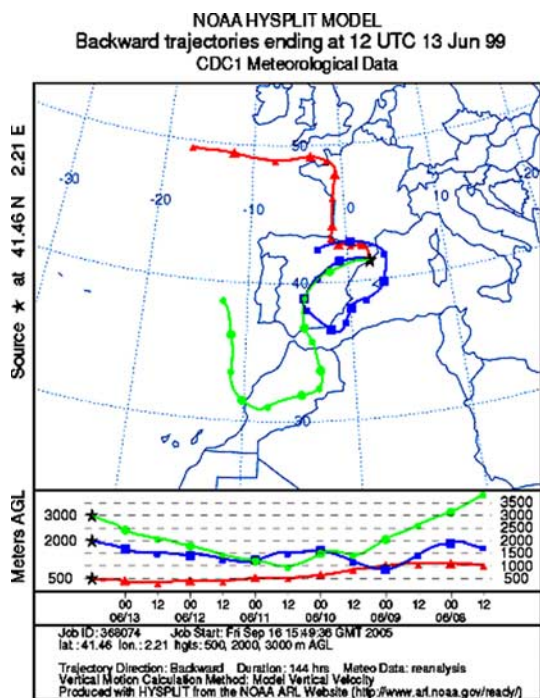 NOAA HYSPLIT MODEL
Backward trajectories ending at 12 UTC 13 Jun 99
CDC1 Meteorological Data
Source ★ at 41.46 N 2.21 E
-30
-20
-10
0
10
20
50
40
30
Meters AGL
3000
2000
500
3500
3000
2500
2000
1500
1000
500
00 12 00 12 00 12 00 12 00 12 00 12
06/13 06/12 06/11 06/10 06/09 06/08
Job ID: 368074 Job Start: Fri Sep 16 15:49:36 GMT 2005
lat.: 41.46 lon.: 2.21 hgts: 500, 2000, 3000 m AGL
Trajectory Direction: Backward Duration: 144 hrs Meteo Data: reanalysis
Vertical Motion Calculation Method: Model Vertical Velocity
Produced with HYSPLIT from the NOAA ARL Website (http://www.arl.noaa.gov/ready/)